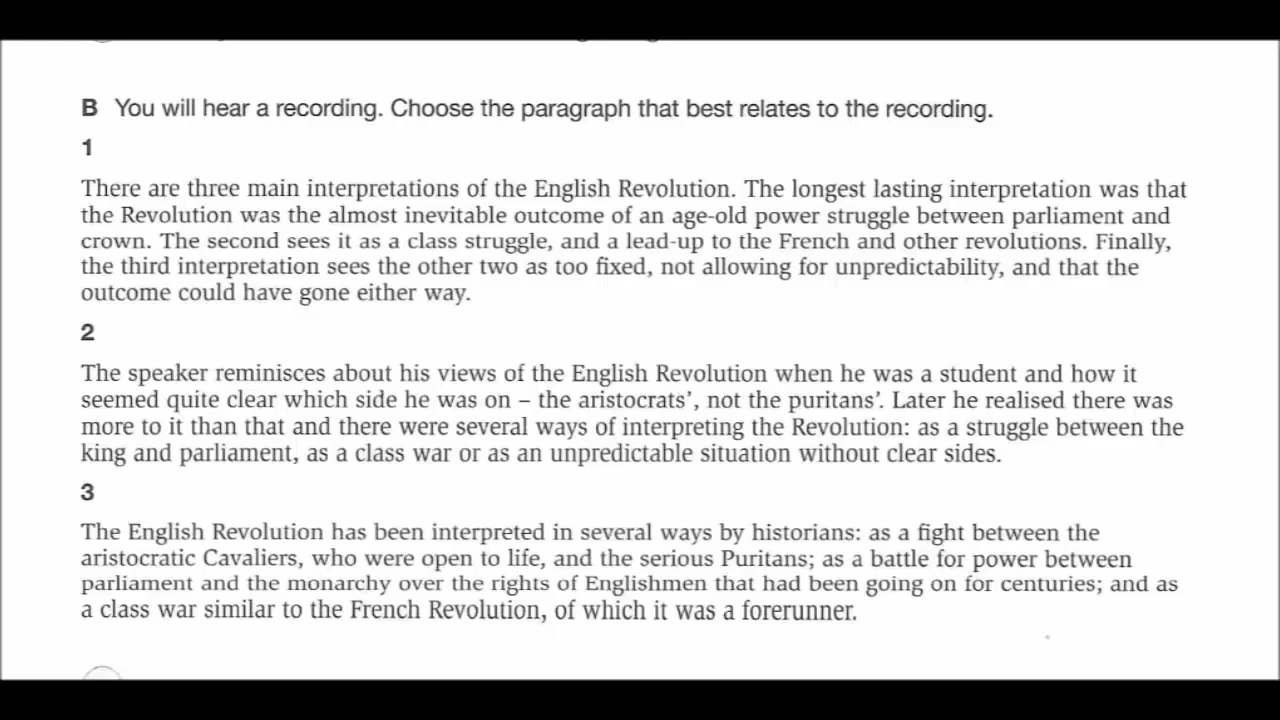 B You will hear a recording. Choose the paragraph that best relates to the recording.
1
There are three main interpretations of the English Revolution. The longest lasting interpretation was that
the Revolution was the almost inevitable outcome of an age-old power struggle between parliament and
crown. The second sees it as a class struggle, and a lead-up to the French and other revolutions. Finally,
the third interpretation sees the other two as too fixed, not allowing for unpredictability, and that the
outcome could have gone either way.
2
The speaker reminisces about his views of the English Revolution when he was a student and how it
seemed quite clear which side he was on – the aristocrats', not the puritans'. Later he realised there was
more to it than that and there were several ways of interpreting the Revolution: as a struggle between the
king and parliament, as a class war or as an unpredictable situation without clear sides.
3
The English Revolution has been interpreted in several ways by historians: as a fight between the
aristocratic Cavaliers, who were open to life, and the serious Puritans; as a battle for power between
parliament and the monarchy over the rights of Englishmen that had been going on for centuries; and as
a class war similar to the French Revolution, of which it was a forerunner.